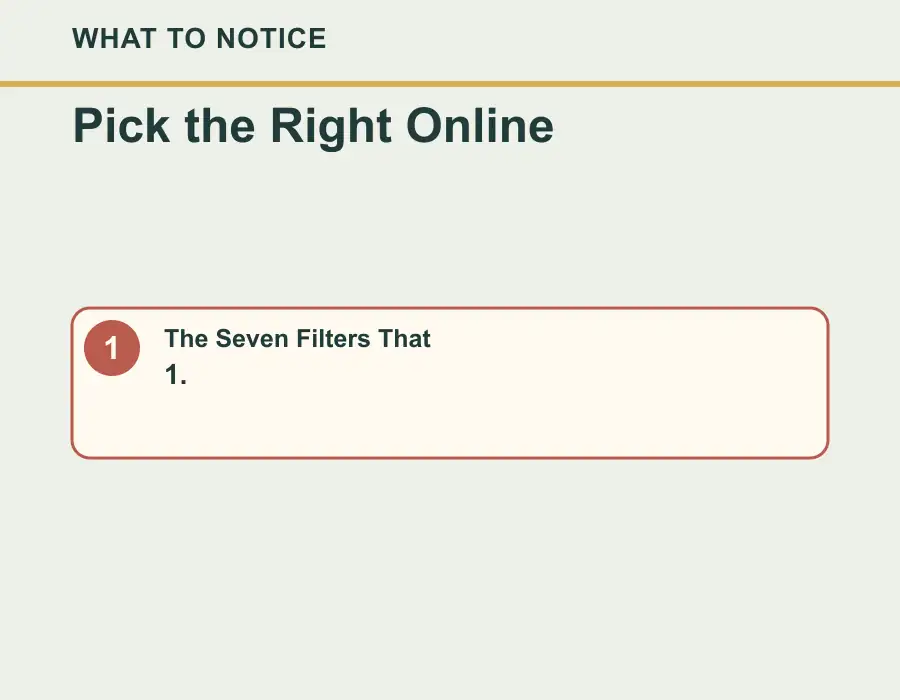 WHAT TO NOTICE
Pick the Right Online
1
The Seven Filters That
1.